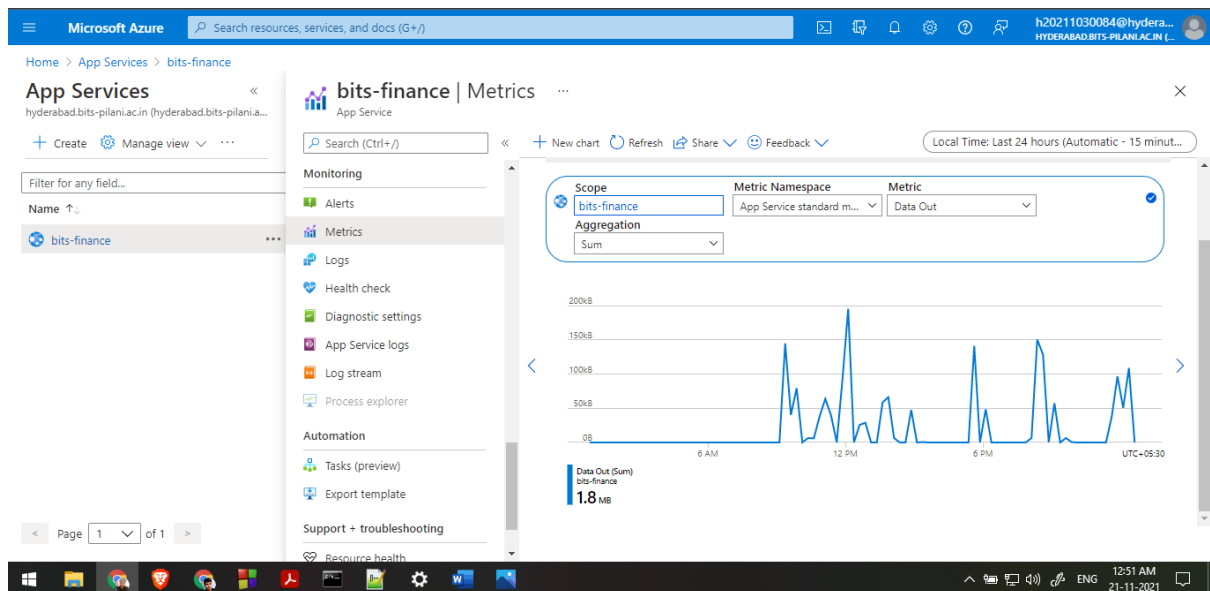 Microsoft Azure
Search resources, services, and docs (G+/)
h20211030084@hydera...
HYDERABAD.BITS-PILANI.AC.IN (...
Home > App Services > bits-finance
App Services
«
hyderabad.bits-pilani.ac.in (hyderabad.bits-pilani.a...
+ Create
Manage view
...
Filter for any field...
Name ↑↓
bits-finance
...
< Page 1 of 1 >
bits-finance | Metrics ...
App Service
Search (Ctrl+/)
«
Monitoring
Alerts
Metrics
Logs
Health check
Diagnostic settings
App Service logs
Log stream
Process explorer
Automation
Tasks (preview)
Export template
Support + troubleshooting
Resource health
+ New chart
Refresh
Share
Feedback
Local Time: Last 24 hours (Automatic - 15 minut...
Scope
bits-finance
Metric Namespace
App Service standard m...
Metric
Data Out
Aggregation
Sum
200kB
150kB
100kB
50kB
0B
6 AM
12 PM
6 PM
UTC+05:30
Data Out (Sum)
bits-finance
1.8 MB
ENG
12:51 AM
21-11-2021